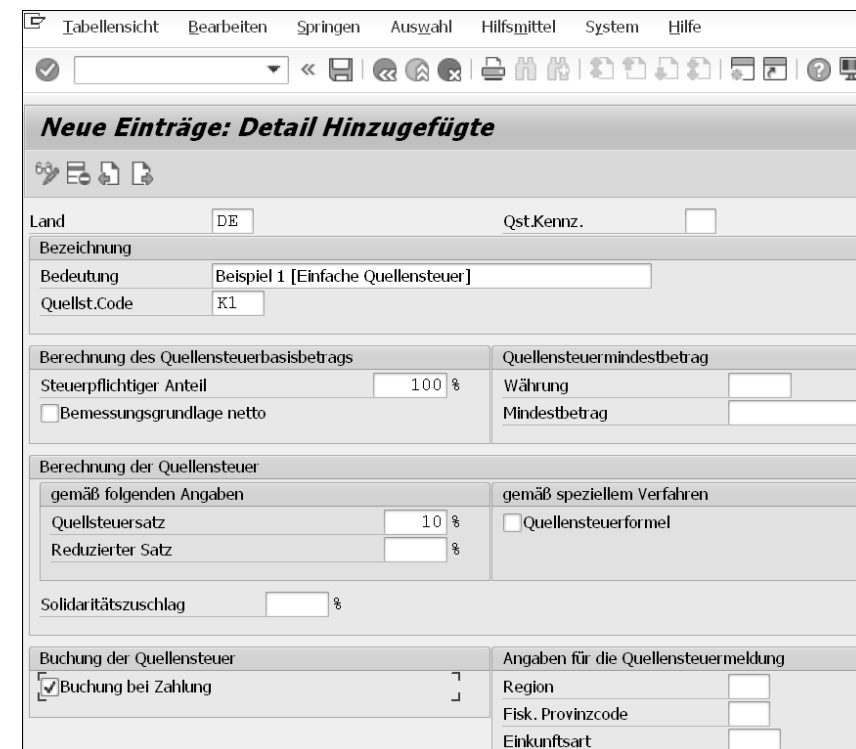 Tabellensicht Bearbeiten Springen Auswahl Hilfsmittel System Hilfe
Neue Einträge: Detail Hinzugefügte
Land DE Qst.Kennz.
Bezeichnung
Bedeutung Beispiel 1 [Einfache Quellensteuer]
Quellst.Code K1
Berechnung des Quellensteuerbasisbetrags Quellensteuermindestbetrag
Steuerpflichtiger Anteil 100 % Währung
Bemessungsgrundlage netto Mindestbetrag
Berechnung der Quellensteuer
gemäß folgenden Angaben gemäß speziellem Verfahren
Quellsteuersatz 10 % Quellensteuerformel
Reduzierter Satz %
Solidaritätszuschlag %
Buchung der Quellensteuer Angaben für die Quellensteuermeldung
Buchung bei Zahlung Region
Fisk. Provinzcode
Einkunftsart